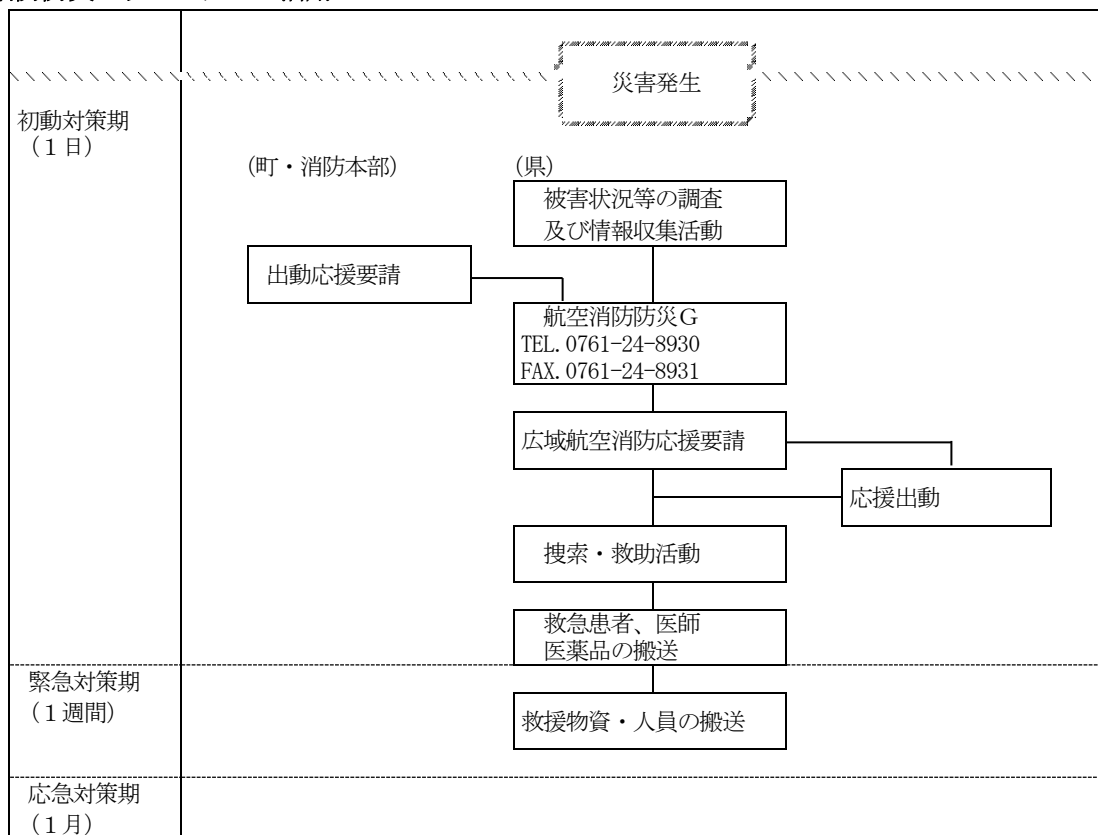 災害発生
初動対策期
(1日)
(町・消防本部)
(県)
被害状況等の調査
及び情報収集活動
出動応援要請
航空消防防災G
TEL.0761-24-8930
FAX.0761-24-8931
広域航空消防応援要請
応援出動
捜索・救助活動
救急患者、医師
医薬品の搬送
緊急対策期
(1週間)
救援物資・人員の搬送
応急対策期
(1月)